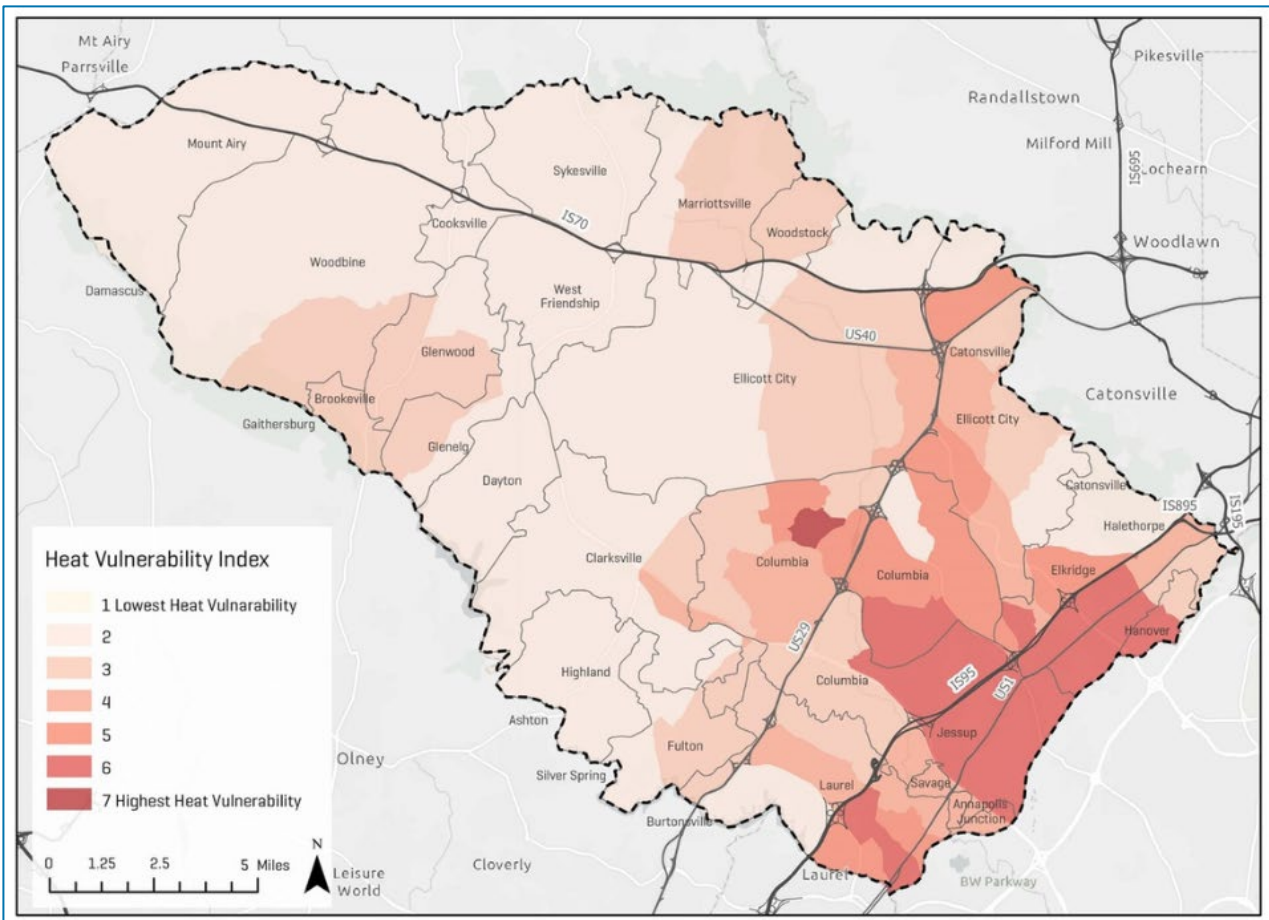 Mt Airy
Parrsville
Pikesville
Randallstown
Milford Mill
Lochearn
IS695
Mount Airy
Sykesville
Marriottsville
Cooksville
IS70
Woodstock
Woodlawn
Woodbine
Damascus
West
Friendship
US40
Catonsville
Glenwood
Ellicott City
Catonsville
Brookeville
Gaithersburg
Ellicott City
Glenelg
Dayton
Catonsville
IS895
IS195
Halethorpe
Heat Vulnerability Index
1 Lowest Heat Vulnarability
2
3
4
5
6
7 Highest Heat Vulnerability
0 1.25 2.5 5 Miles
N
Clarksville
Columbia
Columbia
Elkridge
Hanover
US29
Highland
Columbia
IS95
US1
Ashton
Jessup
Fulton
Olney
Silver Spring
Laurel
Savage
Annapolis
Junction
Burtonsville
Cloverly
Leisure
World
Laurel
BW Parkway